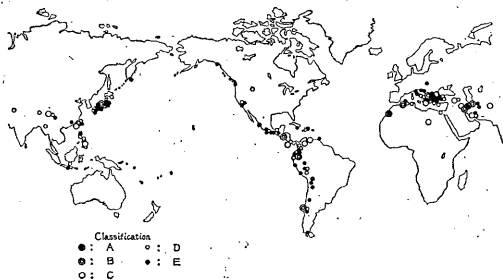 Classification
● : A ○ : D
◉ : B • : E
○ : C